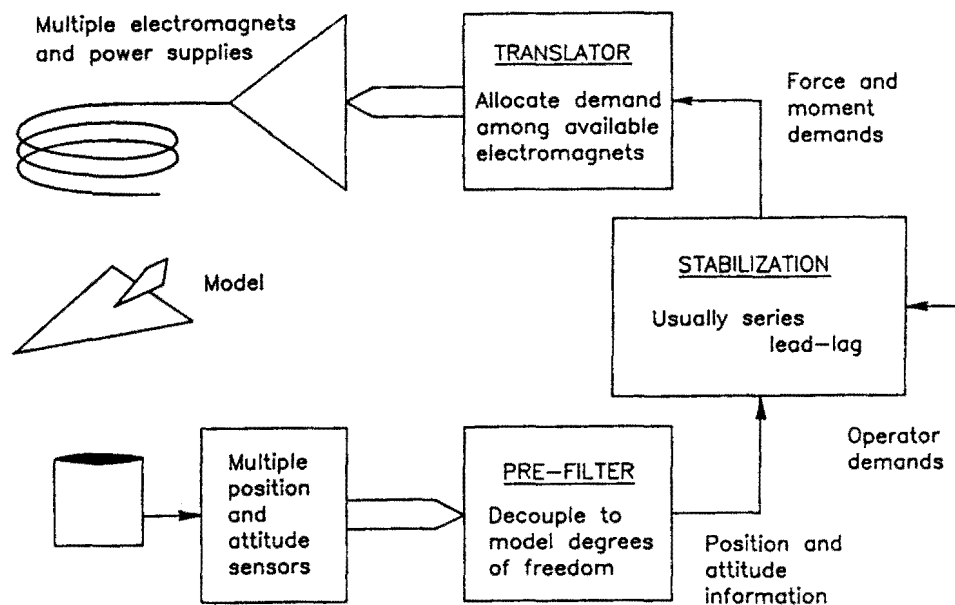 Multiple electromagnets
and power supplies
TRANSLATOR
Allocate demand
among available
electromagnets
Force and
moment
demands
Model
STABILIZATION
Usually series
lead-lag
Operator
demands
Multiple
position
and
attitude
sensors
PRE-FILTER
Decouple to
model degrees
of freedom
Position and
attitude
information